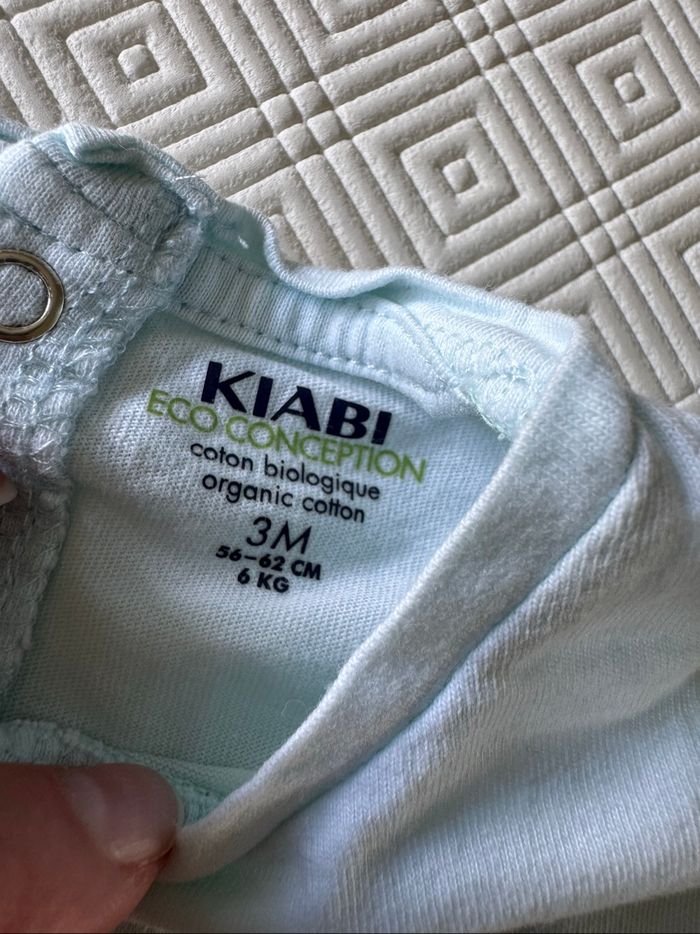 KIABI
ECO CONCEPTION
coton biologique
organic cotton
3M
56-62 CM
6 KG